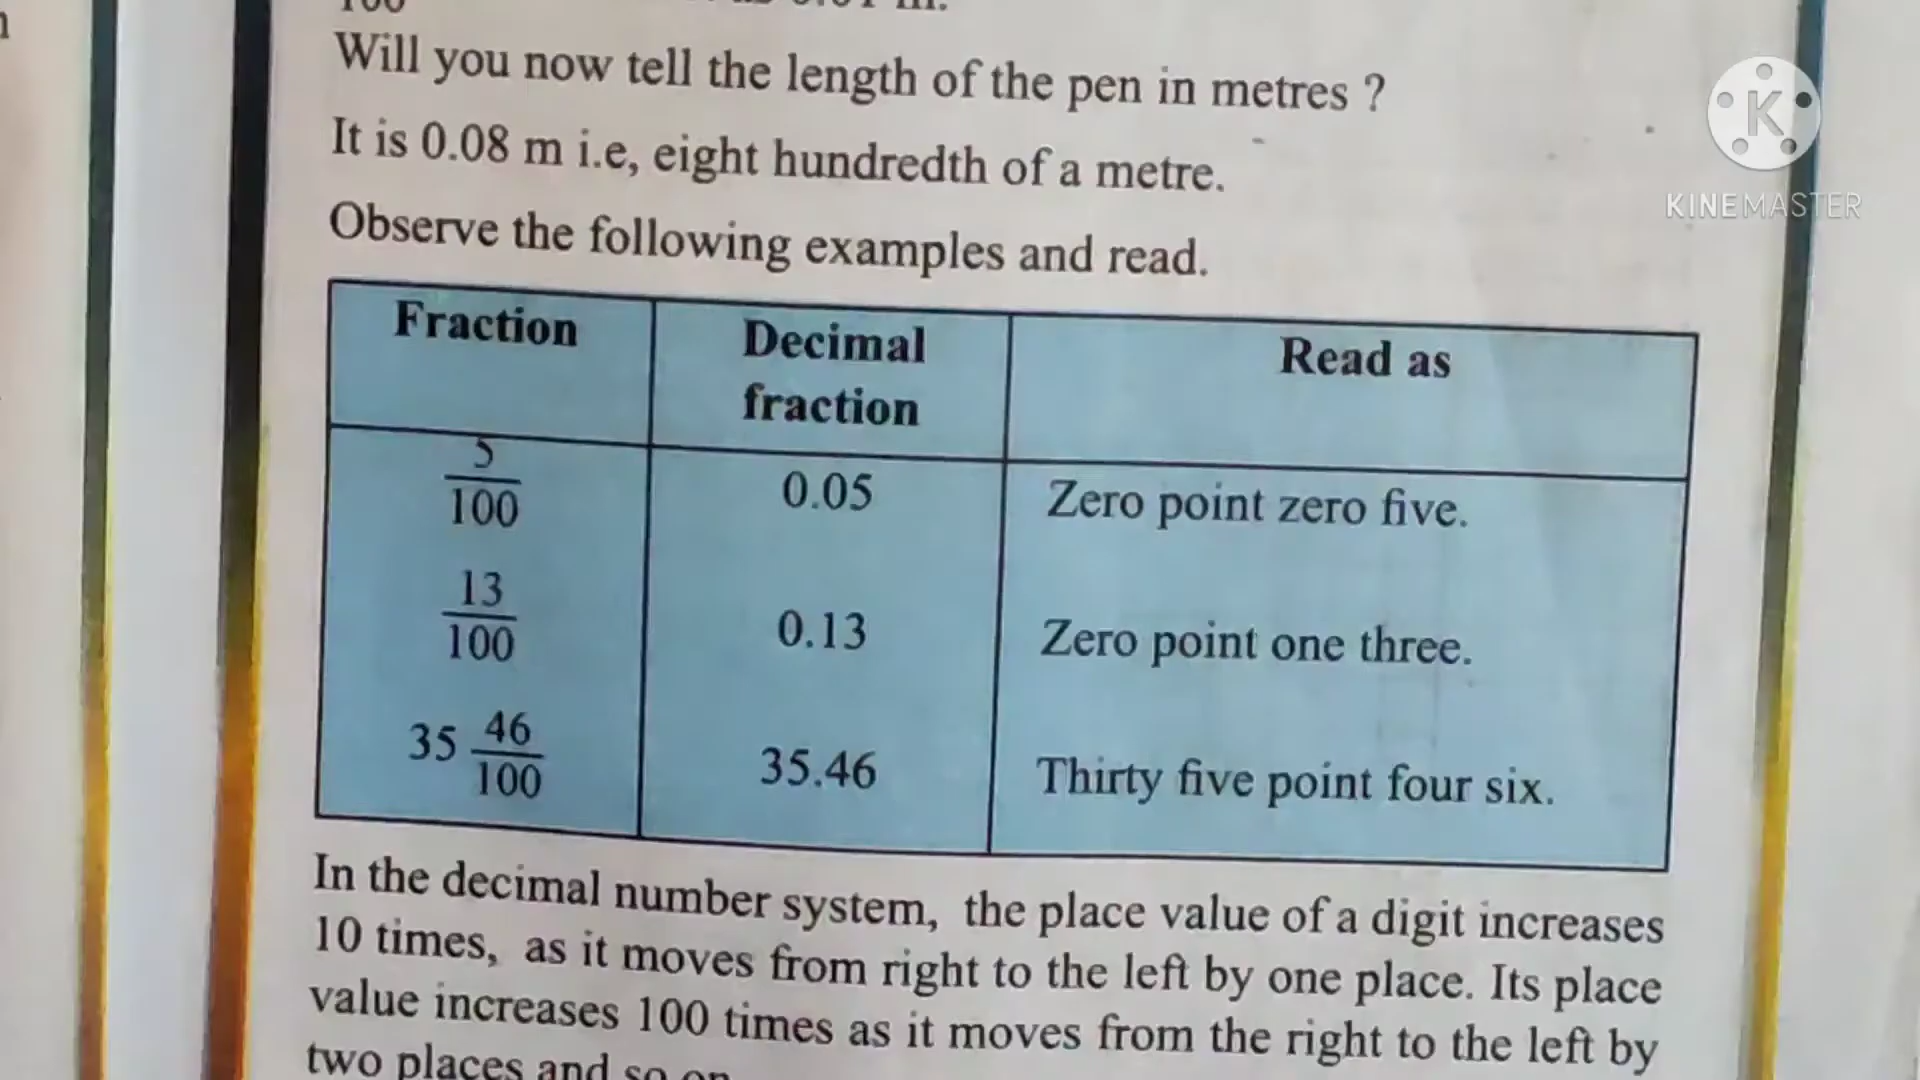 Will you now tell the length of the pen in metres ?
It is 0.08 m i.e, eight hundredth of a metre.
Observe the following examples and read.
Fraction Decimal fraction Read as
5/100 0.05 Zero point zero five.
13/100 0.13 Zero point one three.
35 46/100 35.46 Thirty five point four six.
In the decimal number system, the place value of a digit increases
10 times, as it moves from right to the left by one place. Its place
value increases 100 times as it moves from the right to the left by
two places and so on
K
KINEMASTER